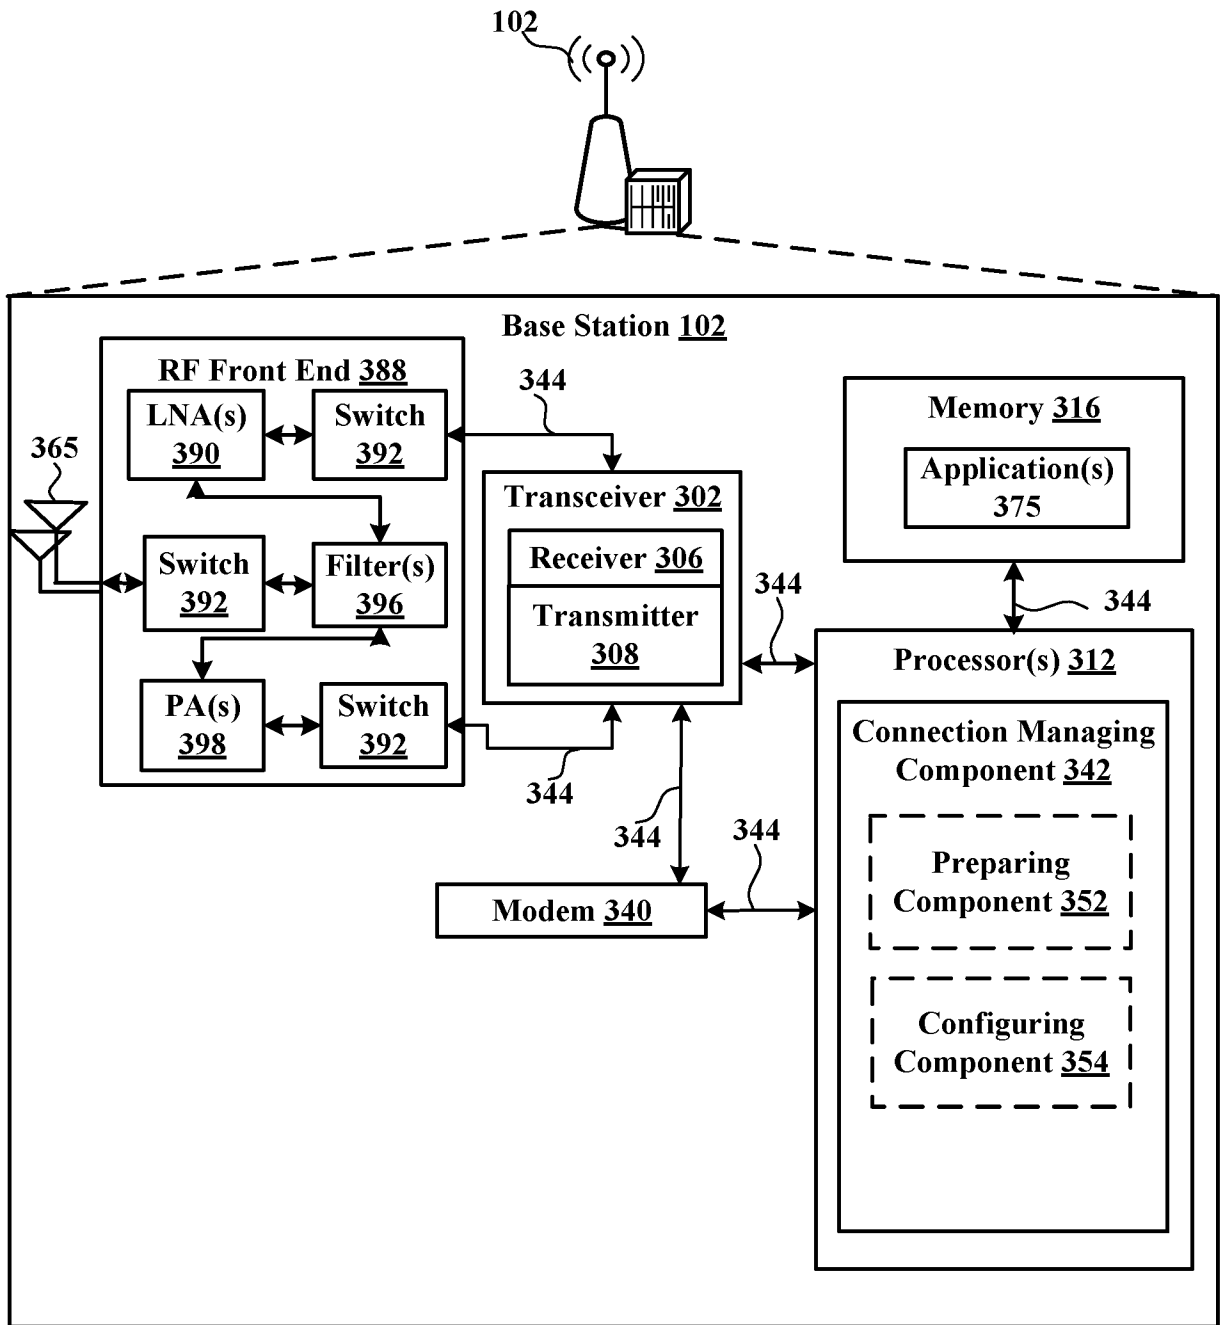 102
Base Station 102
RF Front End 388
LNA(s)
390
Switch
392
344
365
Switch
392
Filter(s)
396
PA(s)
398
Switch
392
344
Transceiver 302
Receiver 306
Transmitter
308
344
344
Modem 340
344
Memory 316
Application(s)
375
344
Processor(s) 312
Connection Managing
Component 342
Preparing
Component 352
Configuring
Component 354